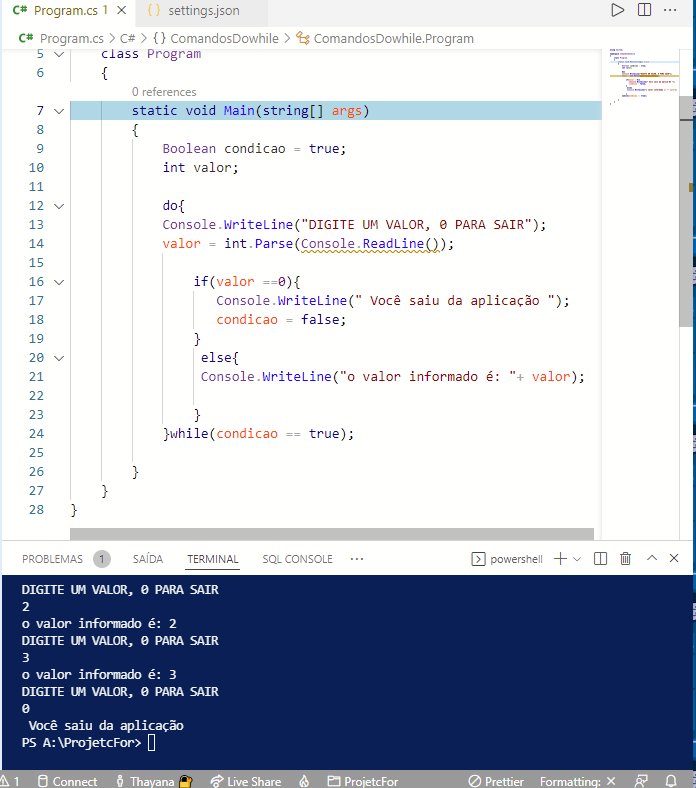 C# Program.cs 1 ×
{} settings.json
C# Program.cs > C# > {} ComandosDowhile > ComandosDowhile.Program
5 class Program
6 {
0 references
7 static void Main(string[] args)
8 {
9 Boolean condicao = true;
10 int valor;
11
12 do{
13 Console.WriteLine("DIGITE UM VALOR, 0 PARA SAIR");
14 valor = int.Parse(Console.ReadLine());
15
16 if(valor ==0){
17 Console.WriteLine(" Você saiu da aplicação ");
18 condicao = false;
19 }
20 else{
21 Console.WriteLine("o valor informado é: "+ valor);
22
23 }
24 }while(condicao == true);
25
26 }
27 }
28 }
PROBLEMAS 1 SAÍDA TERMINAL SQL CONSOLE ··· powershell
DIGITE UM VALOR, 0 PARA SAIR
2
o valor informado é: 2
DIGITE UM VALOR, 0 PARA SAIR
3
o valor informado é: 3
DIGITE UM VALOR, 0 PARA SAIR
0
Você saiu da aplicação
PS A:\ProjetcFor>
1 Connect Thayana Live Share ProjetcFor Prettier Formatting: ×